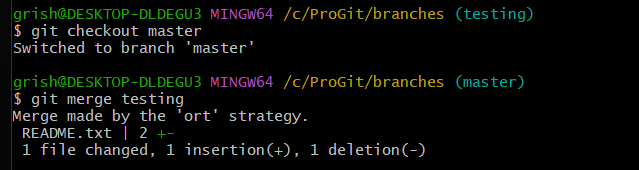 grish@DESKTOP-DLDEGU3 MINGW64 /c/ProGit/branches (testing)
$ git checkout master
Switched to branch 'master'
grish@DESKTOP-DLDEGU3 MINGW64 /c/ProGit/branches (master)
$ git merge testing
Merge made by the 'ort' strategy.
README.txt | 2 +-
1 file changed, 1 insertion(+), 1 deletion(-)